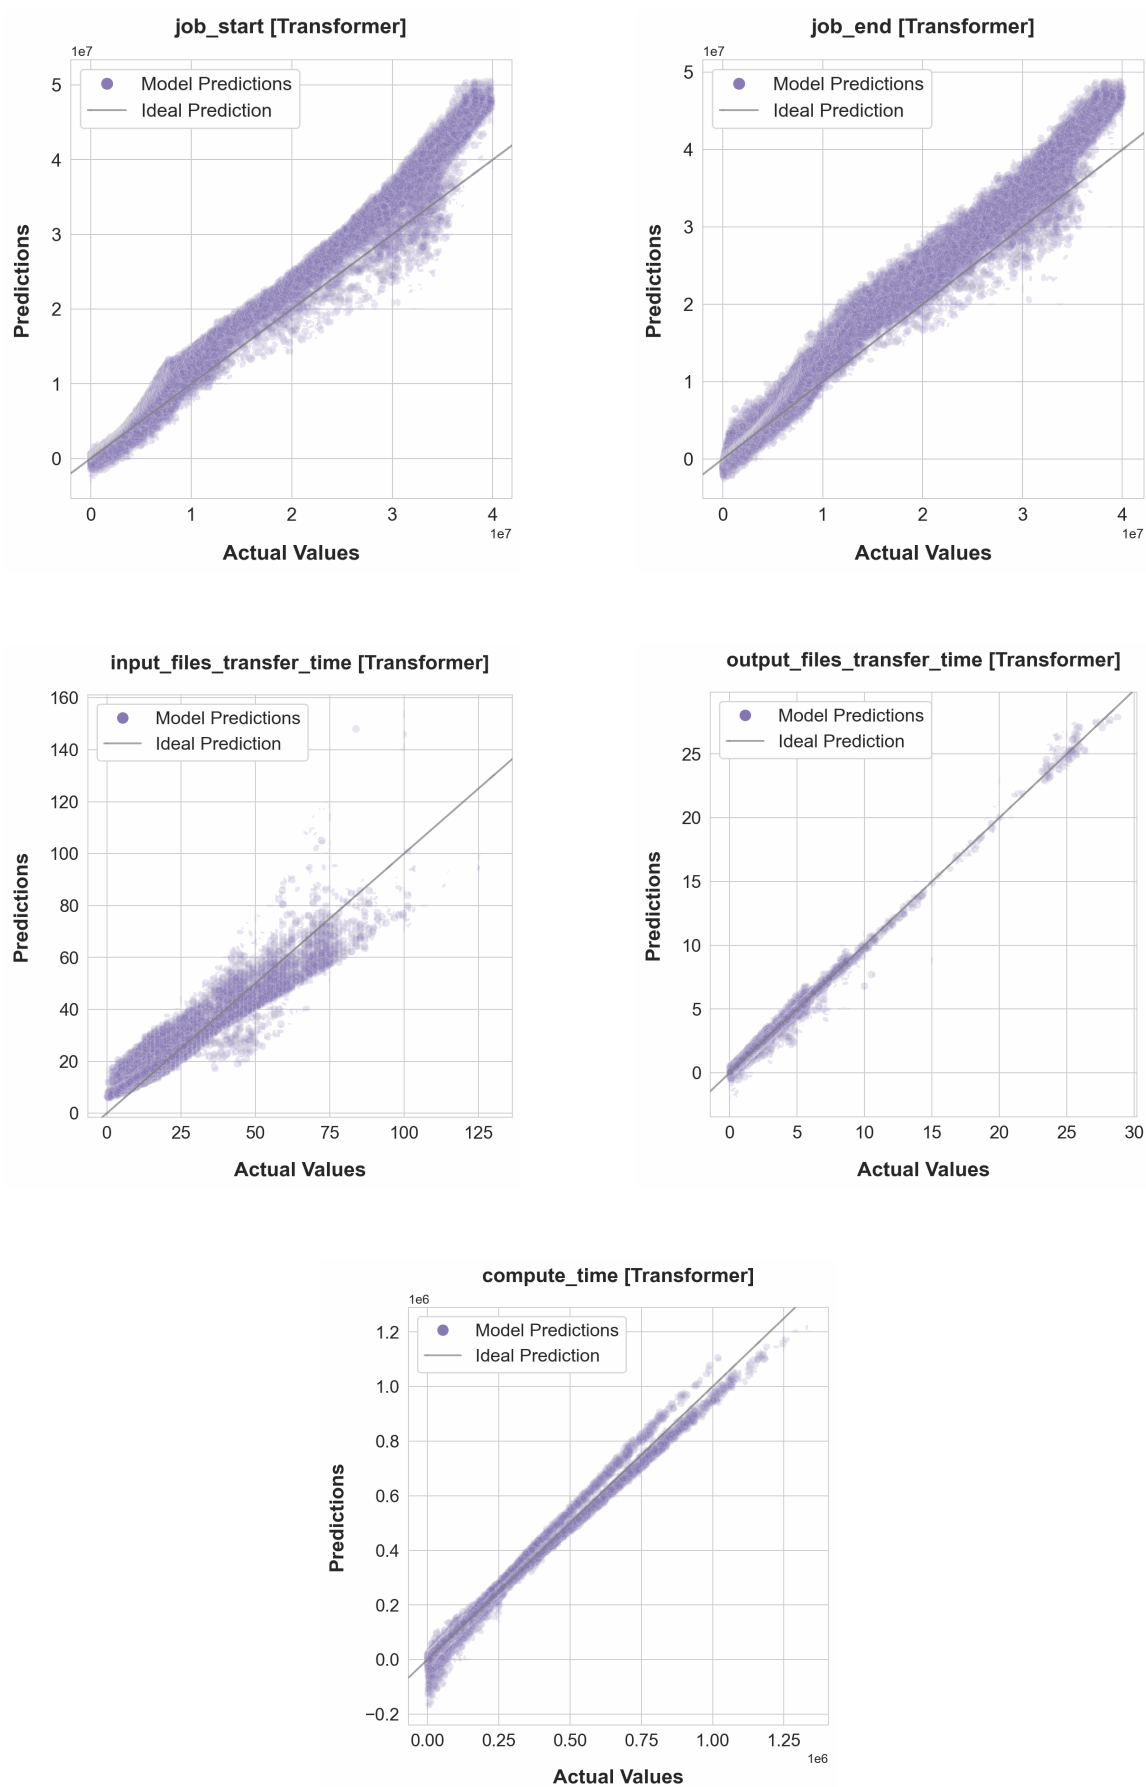 job_start [Transformer]
1e7
Model Predictions
Ideal Prediction
5
4
3
2
1
0
Predictions
0 1 2 3 4
1e7
Actual Values
job_end [Transformer]
1e7
Model Predictions
Ideal Prediction
5
4
3
2
1
0
Predictions
0 1 2 3 4
1e7
Actual Values
input_files_transfer_time [Transformer]
Model Predictions
Ideal Prediction
160
140
120
100
80
60
40
20
0
Predictions
0 25 50 75 100 125
Actual Values
output_files_transfer_time [Transformer]
Model Predictions
Ideal Prediction
25
20
15
10
5
0
Predictions
0 5 10 15 20 25 30
Actual Values
compute_time [Transformer]
1e6
Model Predictions
Ideal Prediction
1.2
1.0
0.8
0.6
0.4
0.2
0.0
−0.2
Predictions
0.00 0.25 0.50 0.75 1.00 1.25
1e6
Actual Values